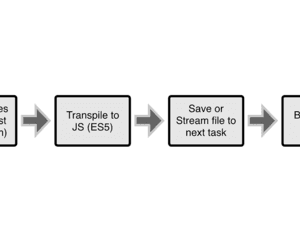 es
st
n)
Transpile to
JS (ES5)
Save or
Stream file to
next task
B